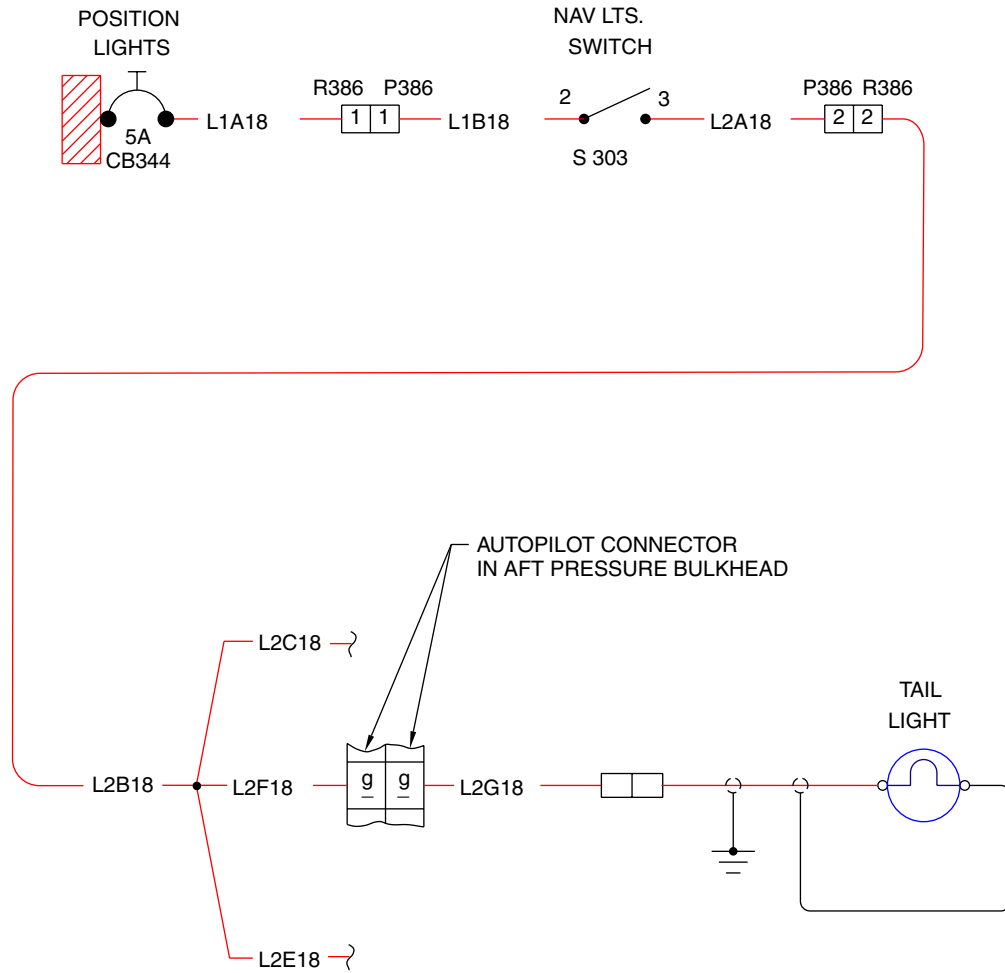 POSITION
LIGHTS
NAV LTS.
SWITCH
R386 P386
2 3
P386 R386
L1A18
1 1
L1B18
L2A18
2 2
5A
CB344
S 303
AUTOPILOT CONNECTOR
IN AFT PRESSURE BULKHEAD
L2C18
TAIL
LIGHT
L2B18
L2F18
g g
L2G18
L2E18